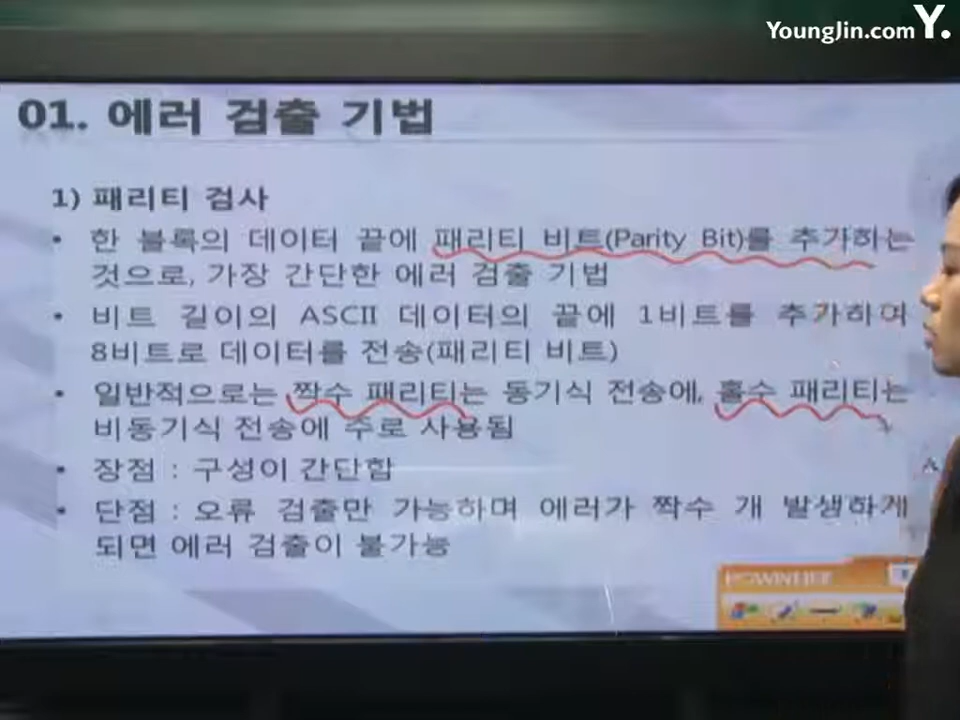 YoungJin.com Y.
01. 에러 검출 기법
1) 패리티 검사
• 한 블록의 데이터 끝에 패리티 비트(Parity Bit)를 추가하는
것으로, 가장 간단한 에러 검출 기법
• 비트 길이의 ASCII 데이터의 끝에 1비트를 추가하여
8비트로 데이터를 전송(패리티 비트)
• 일반적으로는 짝수 패리티는 동기식 전송에, 홀수 패리티는
비동기식 전송에 주로 사용됨
• 장점 : 구성이 간단함
• 단점 : 오류 검출만 가능하며 에러가 짝수 개 발생하게
되면 에러 검출이 불가능